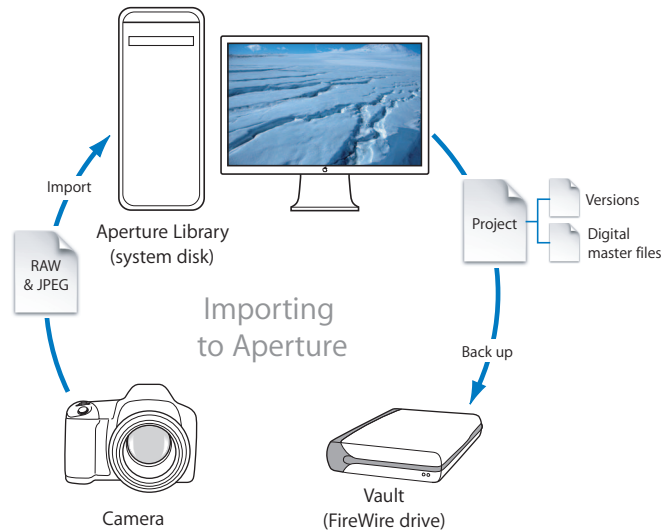 Import
Aperture Library
(system disk)
RAW
& JPEG
Project
Versions
Digital
master files
Importing
to Aperture
Back up
Camera
Vault
(FireWire drive)